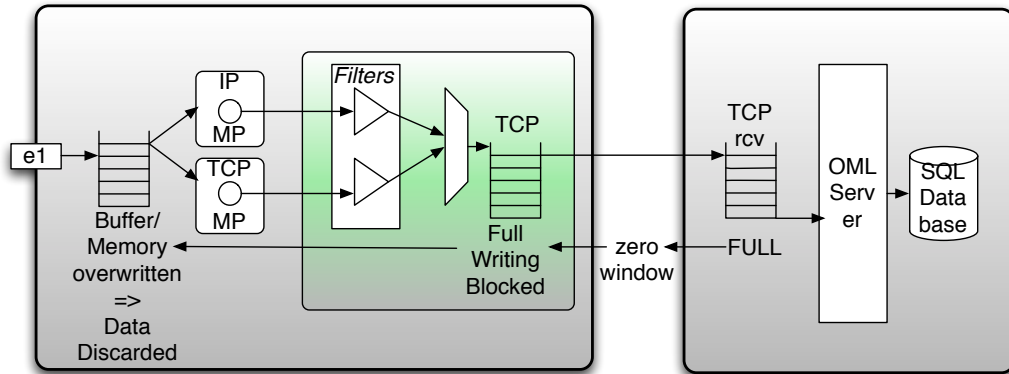 e1
Buffer/
Memory
overwritten
=>
Data
Discarded
IP
MP
TCP
MP
Filters
TCP
Full
Writing
Blocked
zero
window
TCP
rcv
FULL
OML
Serv
er
SQL
Data
base